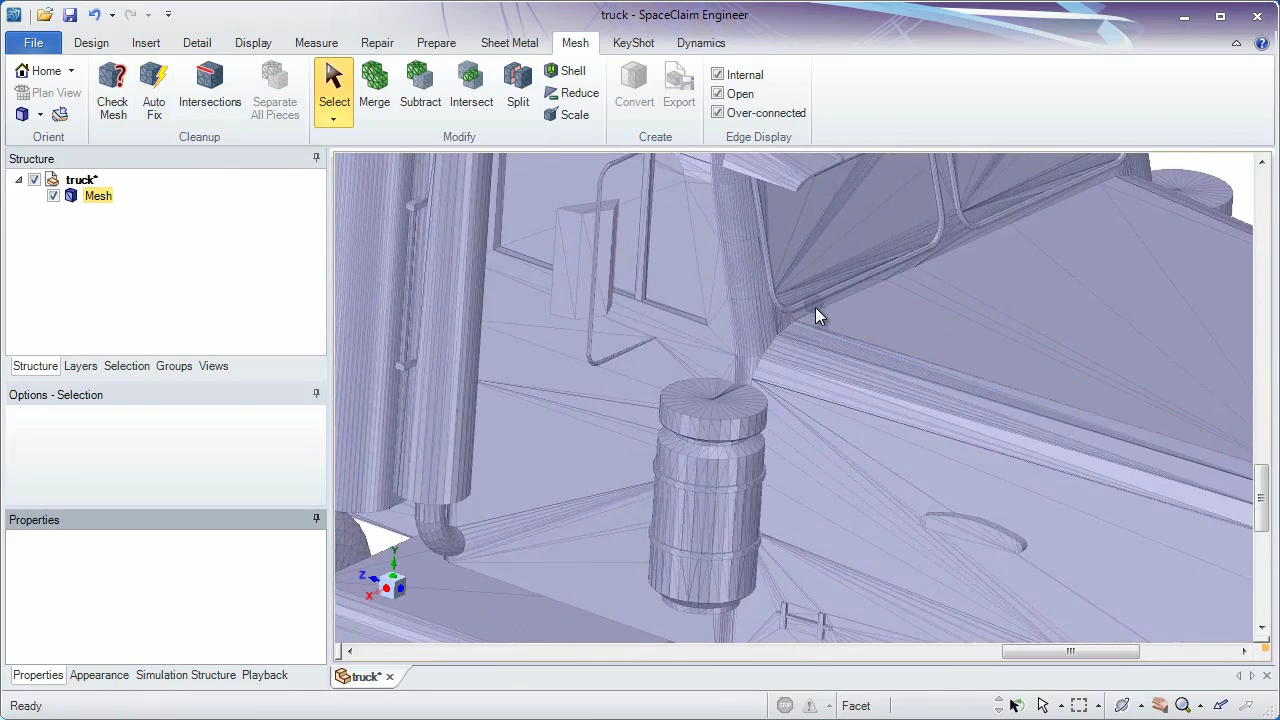 truck - SpaceClaim Engineer
File Design Insert Detail Display Measure Repair Prepare Sheet Metal Mesh KeyShot Dynamics
Home
Plan View
Orient
Check Mesh
Auto Fix
Intersections
Separate All Pieces
Cleanup
Select
Merge
Subtract
Intersect
Split
Shell
Reduce
Scale
Modify
Convert
Export
Create
Internal
Open
Over-connected
Edge Display
Structure
truck*
Mesh
Structure Layers Selection Groups Views
Options - Selection
Properties
Properties Appearance Simulation Structure Playback
Y
Z
X
truck*
Ready
STOP
Facet